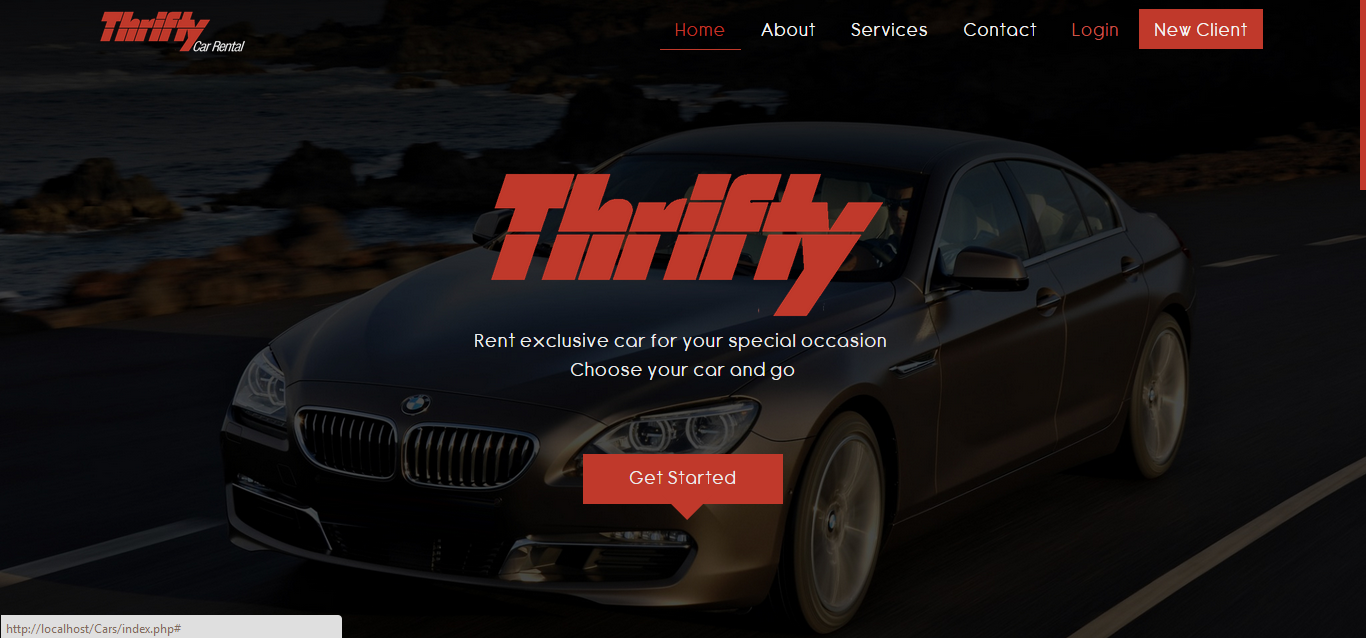 Thrifty
Car Rental
Home About Services Contact Login New Client
Thrifty
Rent exclusive car for your special occasion
Choose your car and go
Get Started
http://localhost/Cars/index.php#